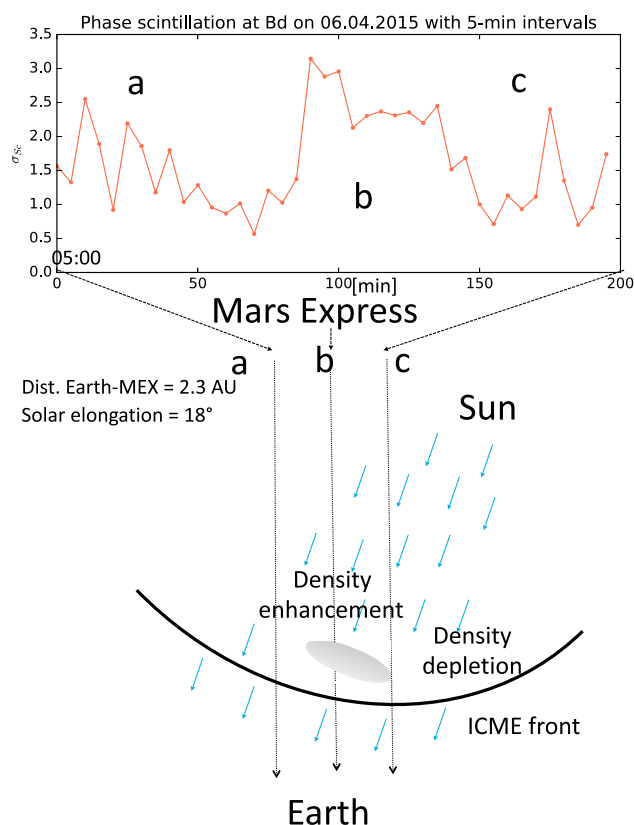 Phase scintillation at Bd on 06.04.2015 with 5-min intervals
3.5
3.0
2.5
2.0
1.5
1.0
0.5
0.0
σSc
a
b
c
05:00
0
50
100
150
200
[min]
Mars Express
a
b
c
Dist. Earth-MEX = 2.3 AU
Solar elongation = 18°
Sun
Density
enhancement
Density
depletion
ICME front
Earth